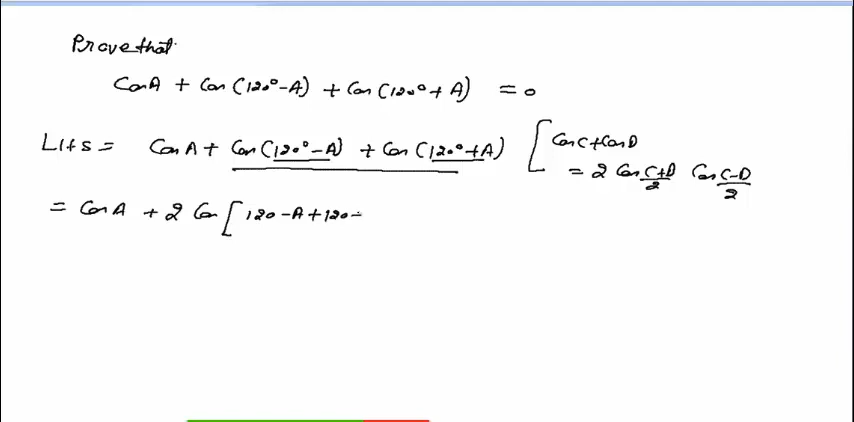 Prove that
Cos A + Cos (120° - A) + Cos (120° + A) = 0
LHS = Cos A + Cos (120° - A) + Cos (120° + A) [ Cos C + Cos D
= 2 Cos (C+D)/2 Cos (C-D)/2
= Cos A + 2 Cos [ 120 - A + 120 -